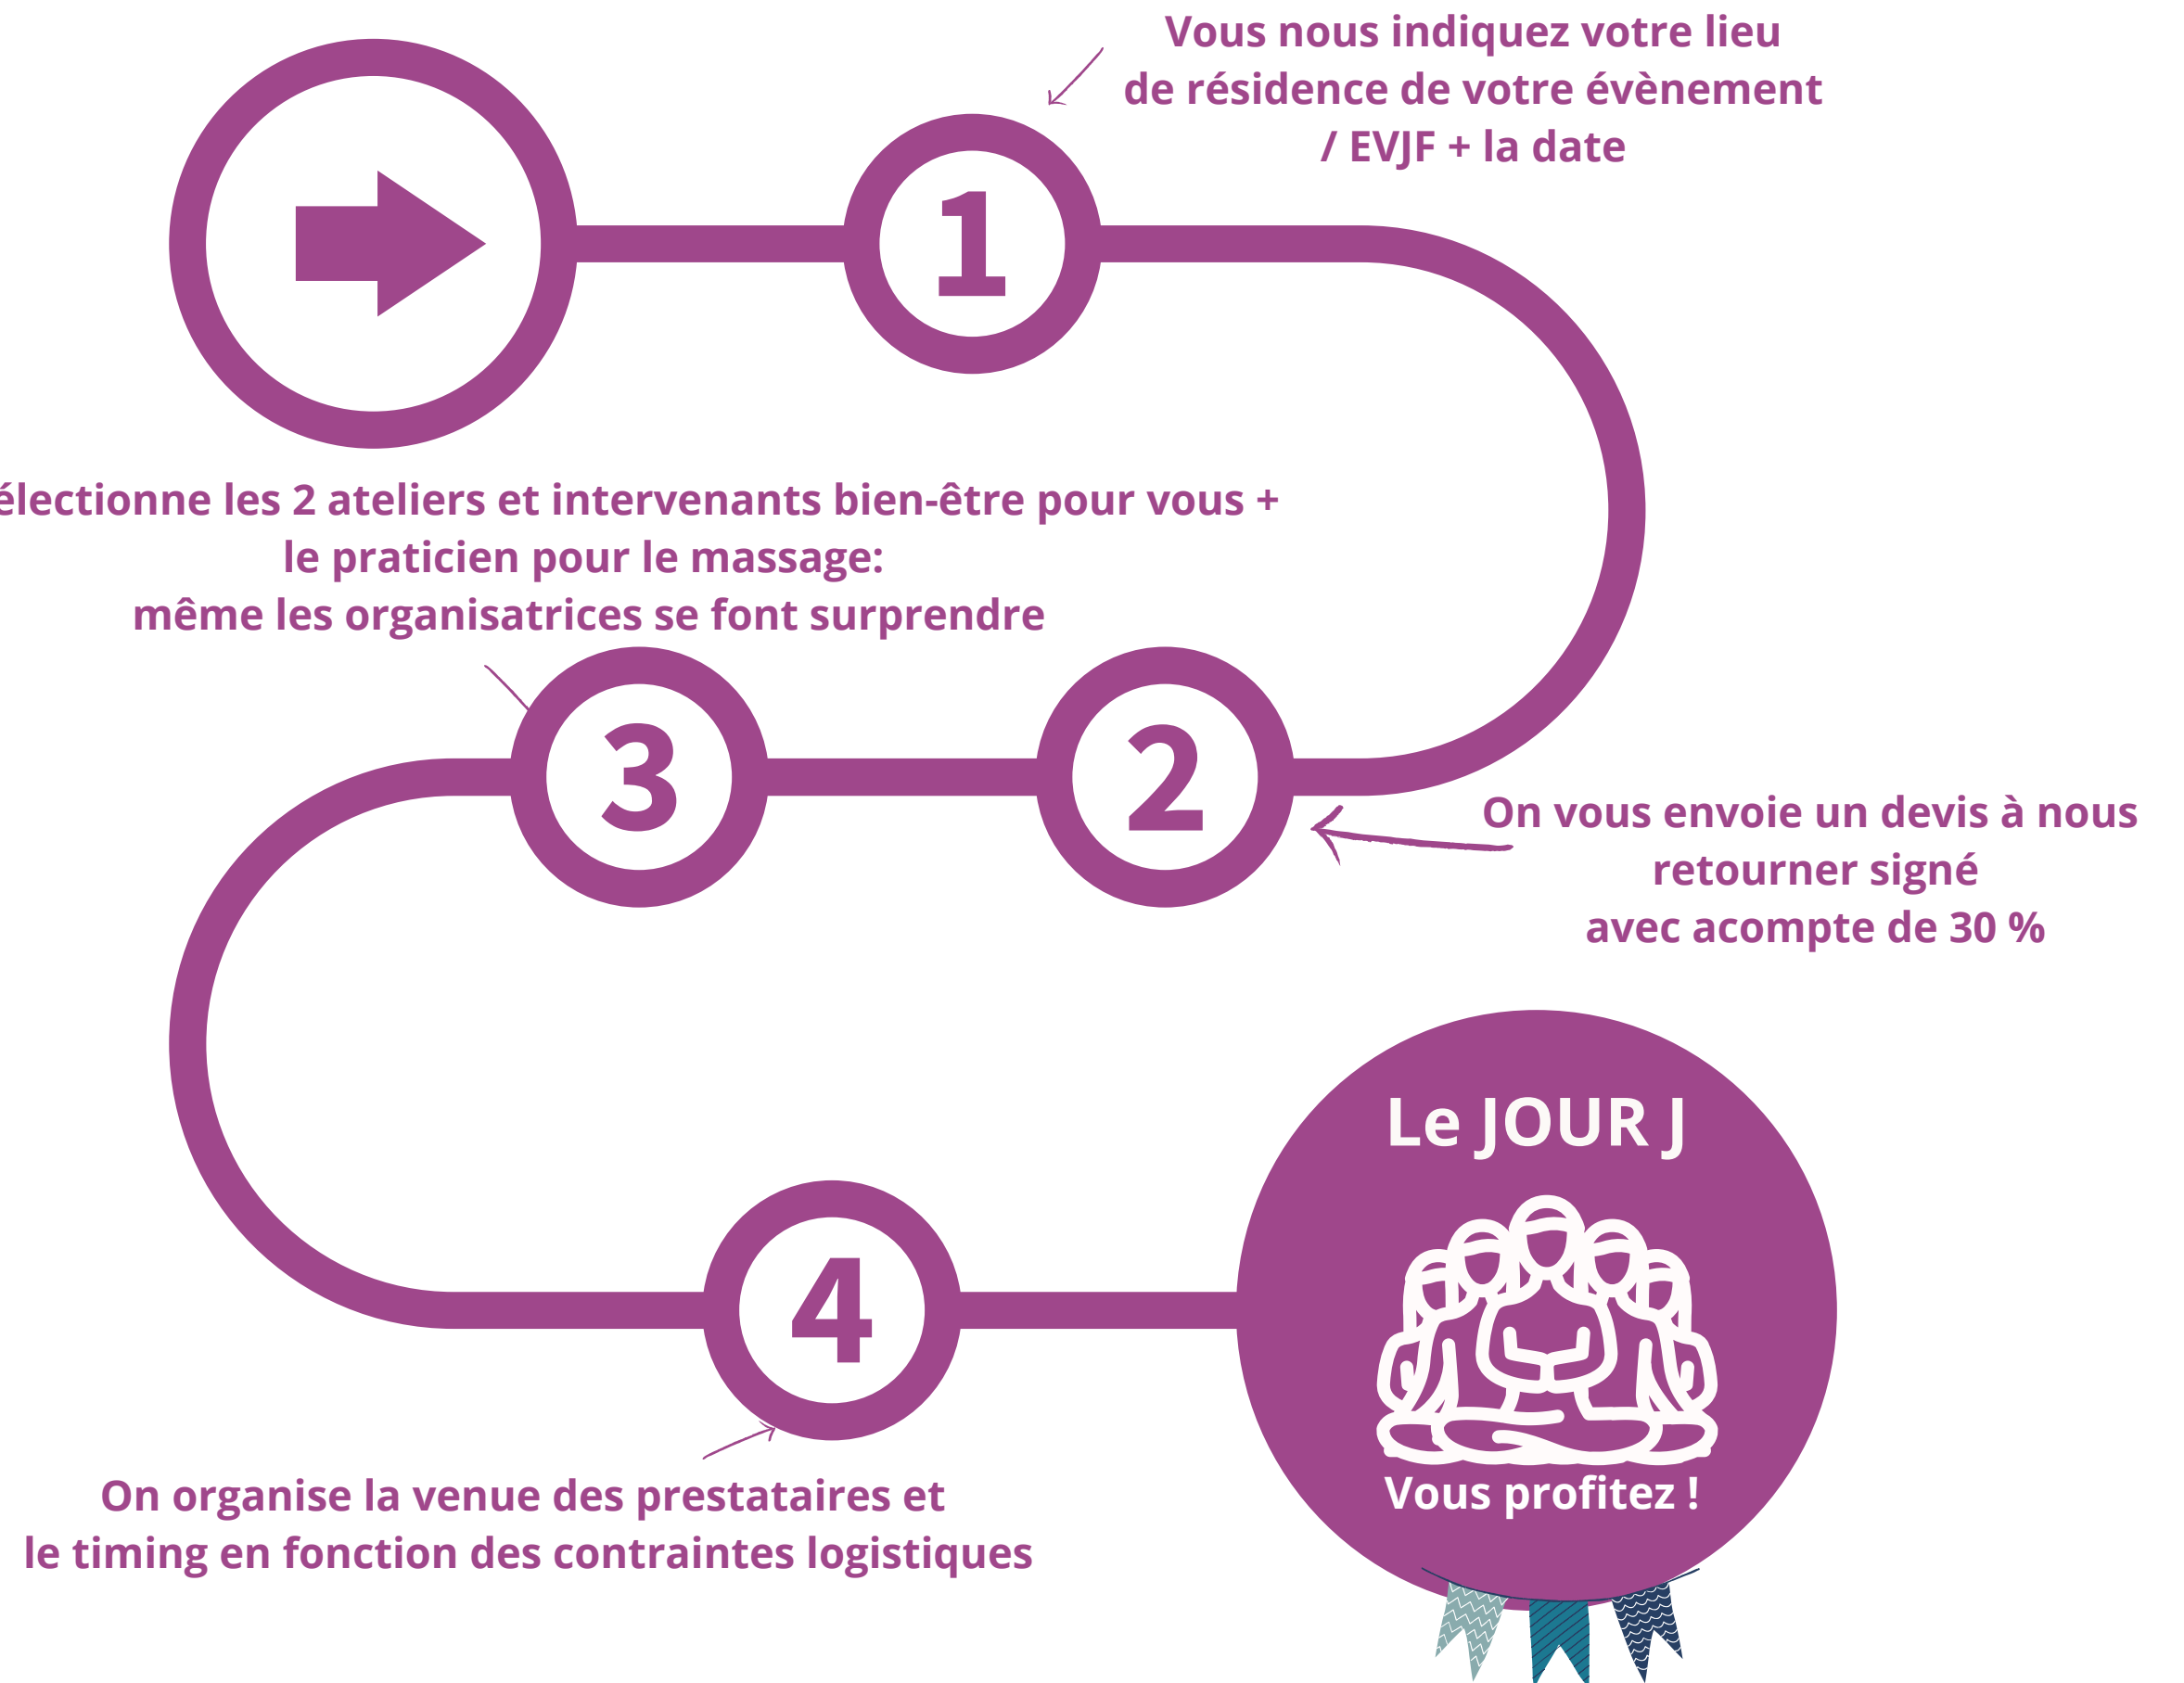 Vous nous indiquez votre lieu
de résidence de votre évènement
/ EVJF + la date
1
électionne les 2 ateliers et intervenants bien-être pour vous +
le praticien pour le massage:
même les organisatrices se font surprendre
3
2
On vous envoie un devis à nous
retourner signé
avec acompte de 30 %
Le JOUR J
4
Vous profitez !
On organise la venue des prestataires et
le timing en fonction des contraintes logistiques